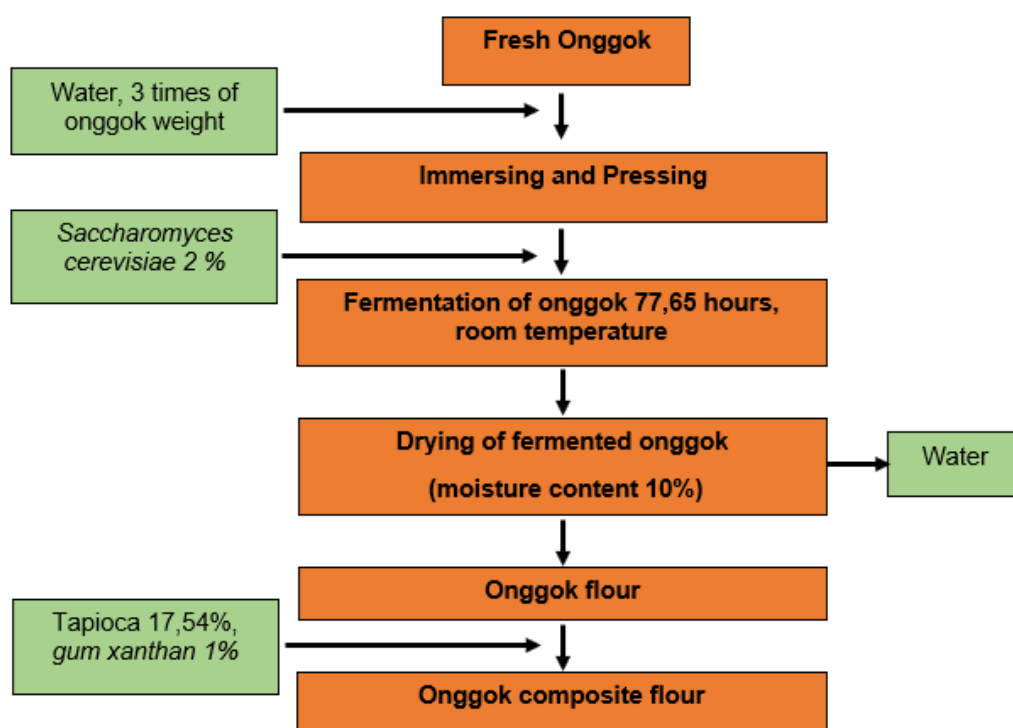 Fresh Onggok
Water, 3 times of
onggok weight
Immersing and Pressing
Saccharomyces
cerevisiae 2 %
Fermentation of onggok 77,65 hours,
room temperature
Drying of fermented onggok
(moisture content 10%)
Water
Onggok flour
Tapioca 17,54%,
gum xanthan 1%
Onggok composite flour